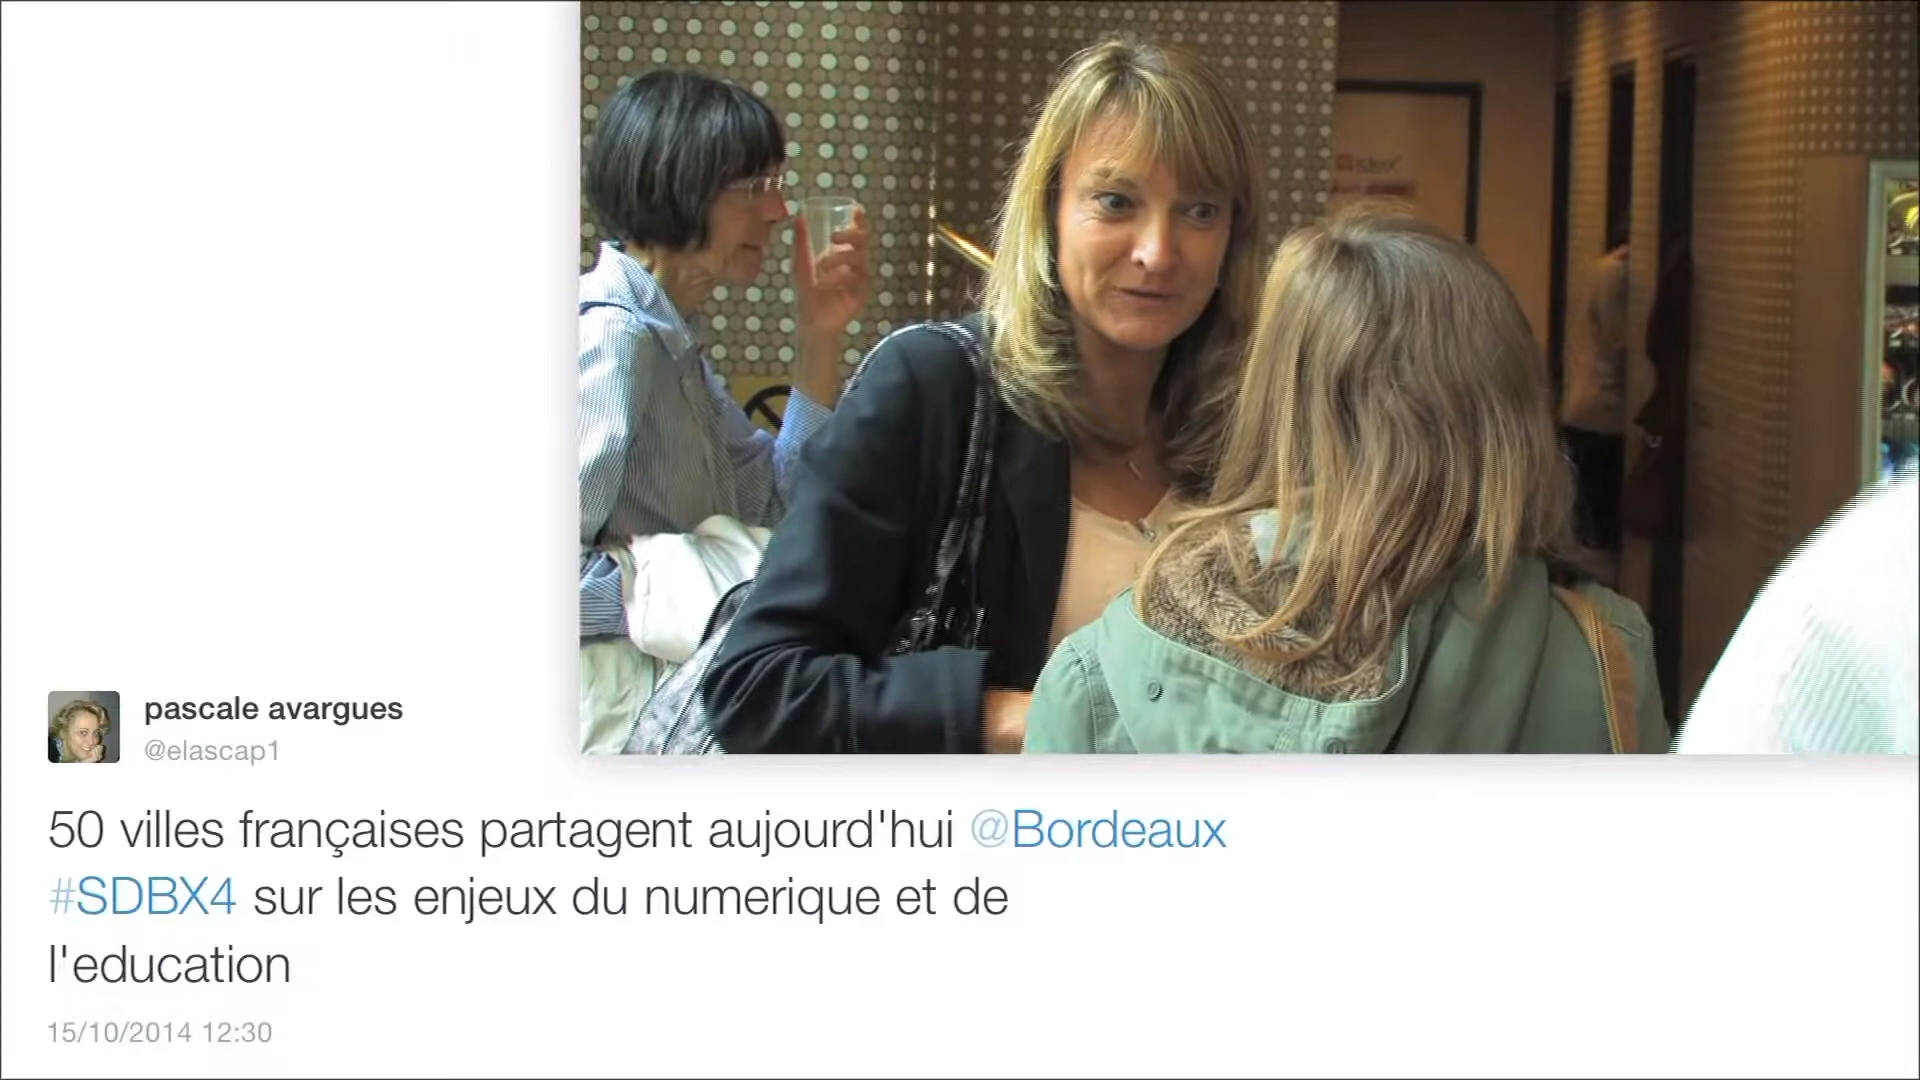 pascale avargues
@elascap1
50 villes françaises partagent aujourd'hui @Bordeaux
#SDBX4 sur les enjeux du numerique et de
l'education
15/10/2014 12:30